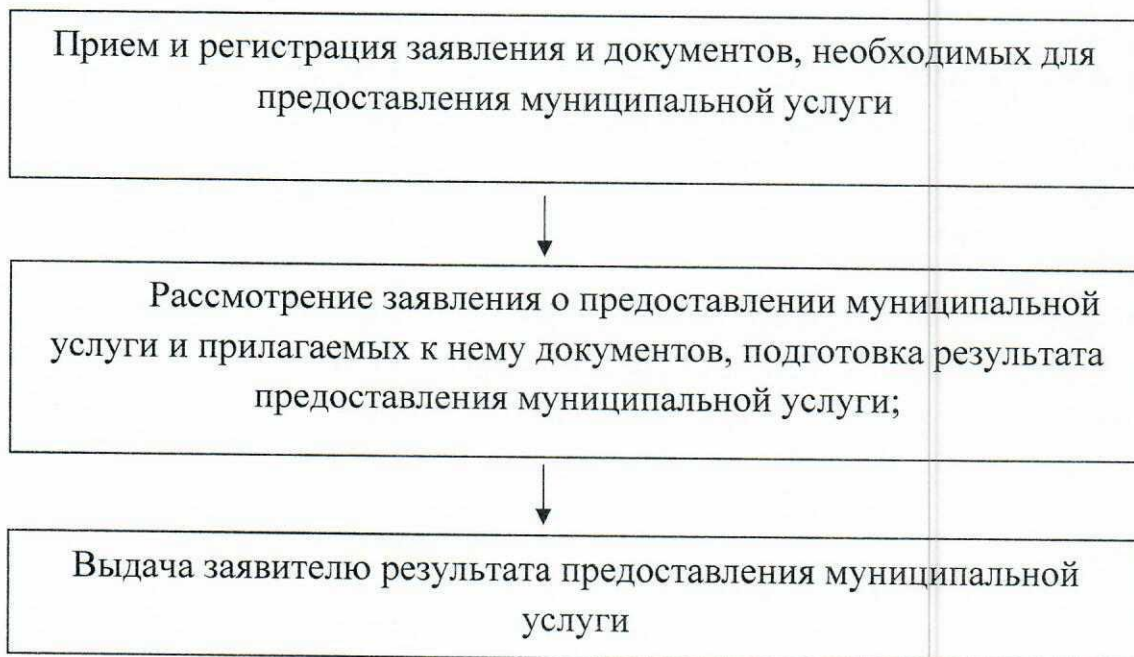 Прием и регистрация заявления и документов, необходимых для
предоставления муниципальной услуги
Рассмотрение заявления о предоставлении муниципальной
услуги и прилагаемых к нему документов, подготовка результата
предоставления муниципальной услуги;
Выдача заявителю результата предоставления муниципальной
услуги